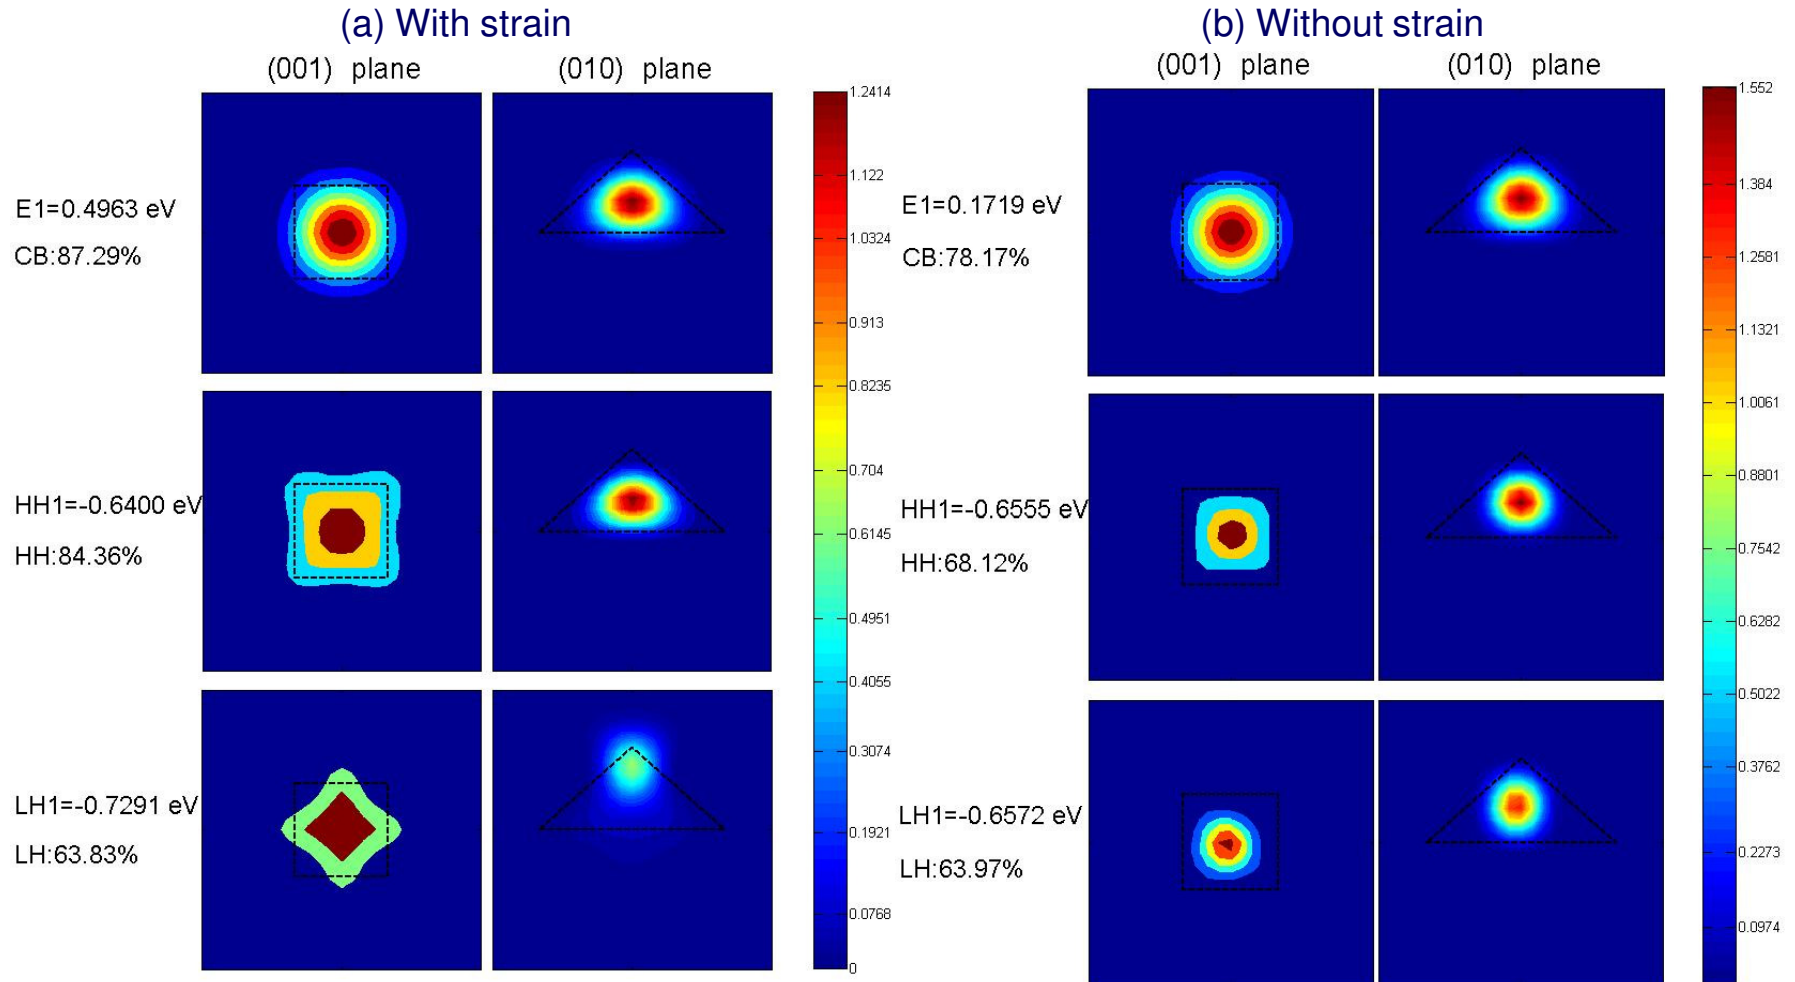 (a) With strain
(001) plane
(010) plane
E1=0.4963 eV
CB:87.29%
HH1=-0.6400 eV
HH:84.36%
LH1=-0.7291 eV
LH:63.83%
1.2414
1.122
1.0324
0.913
0.8235
0.704
0.6145
0.4951
0.4055
0.3074
0.1921
0.0768
0
(b) Without strain
(001) plane
(010) plane
E1=0.1719 eV
CB:78.17%
HH1=-0.6555 eV
HH:68.12%
LH1=-0.6572 eV
LH:63.97%
1.552
1.384
1.2581
1.1321
1.0061
0.8801
0.7542
0.6282
0.5022
0.3762
0.2273
0.0974